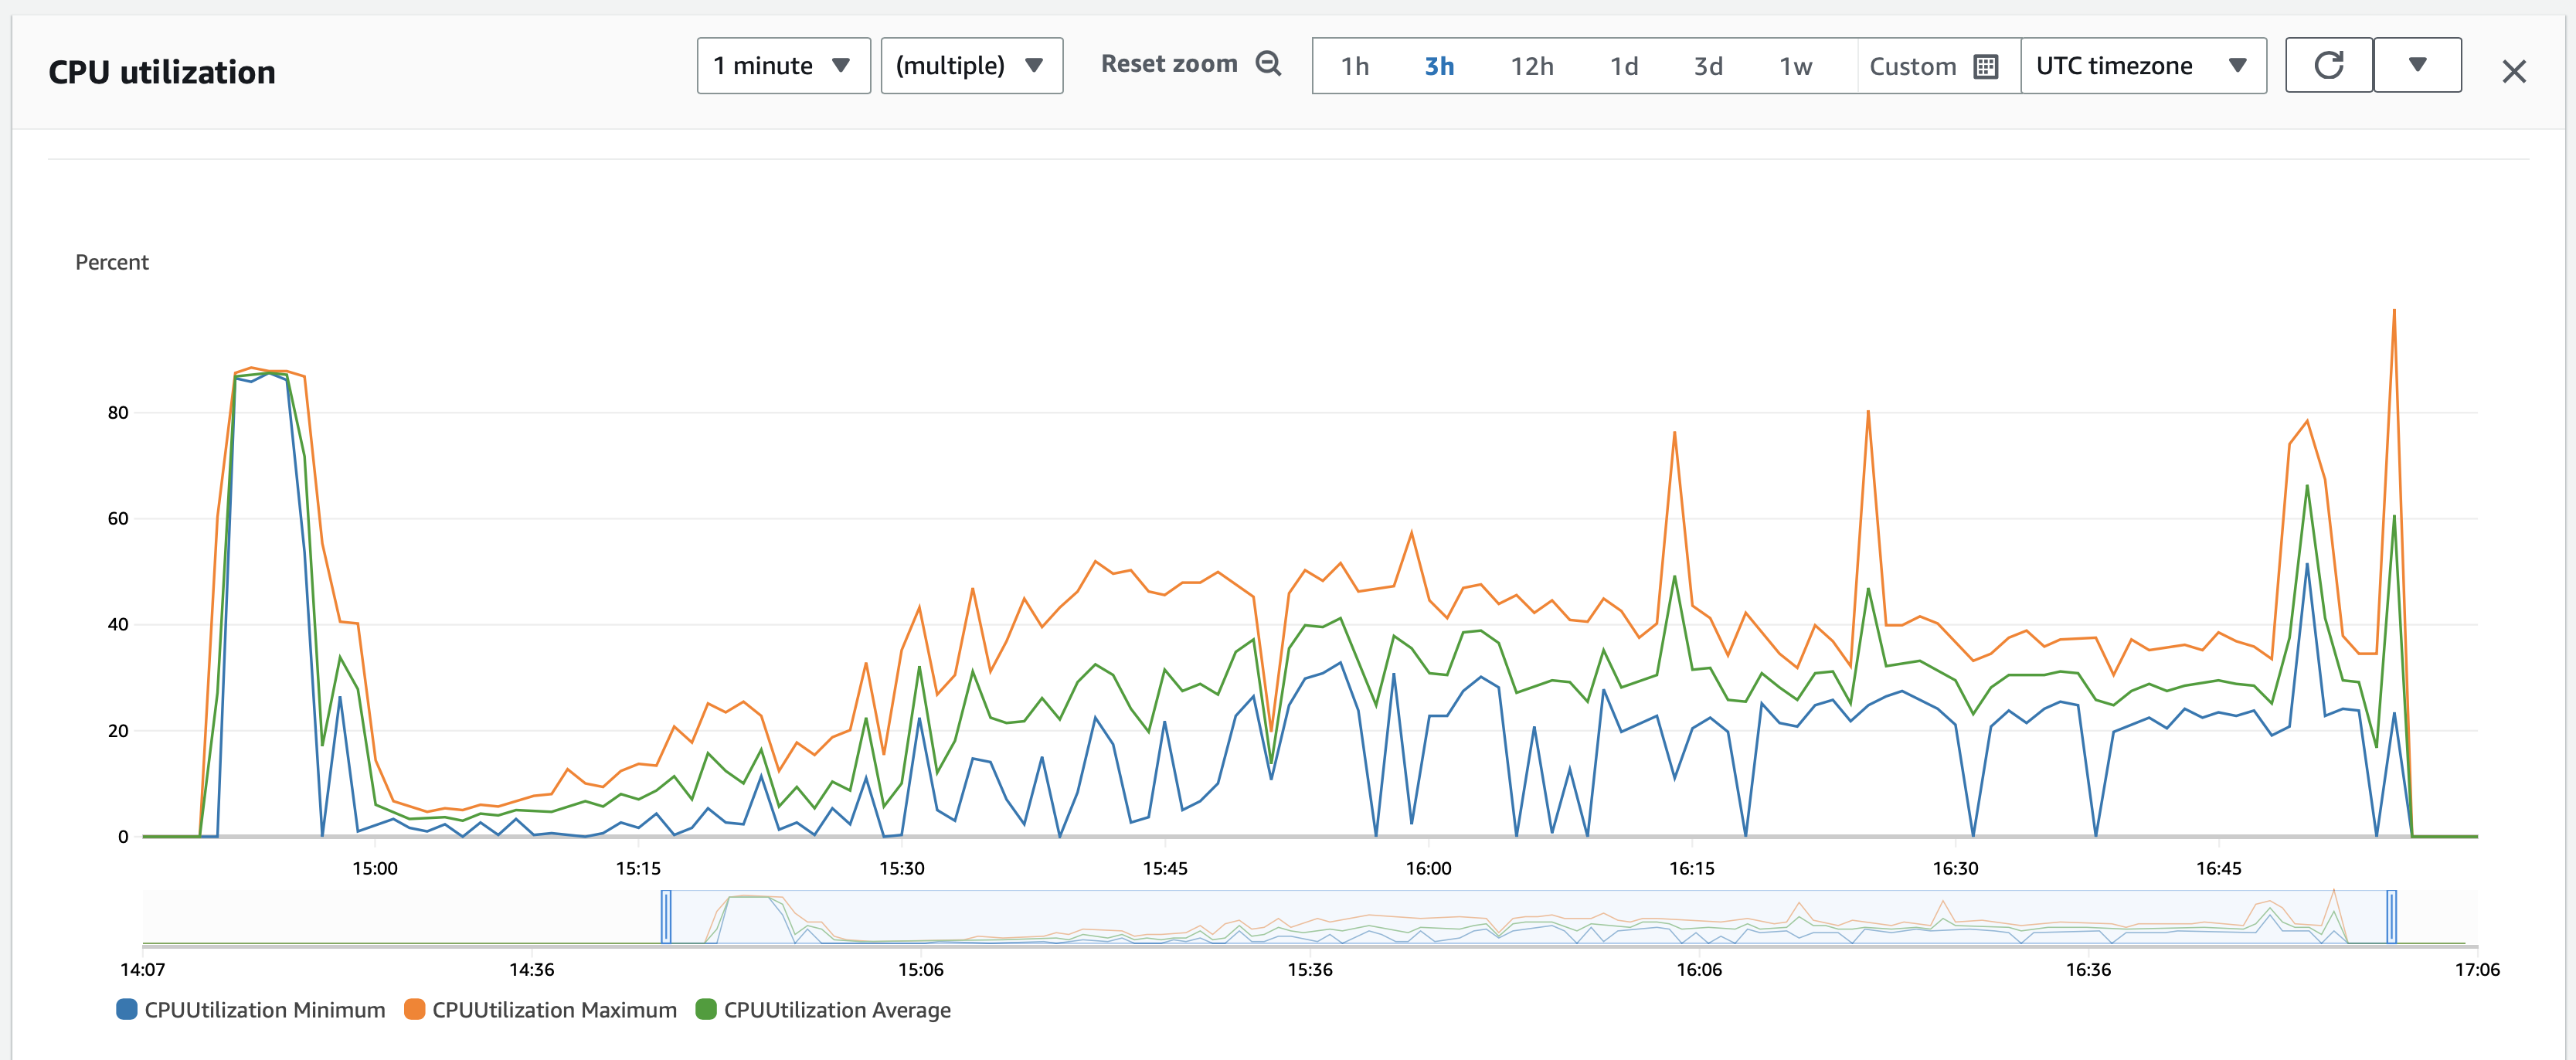 CPU utilization
1 minute
(multiple)
Reset zoom
1h 3h 12h 1d 3d 1w Custom
UTC timezone
Percent
80
60
40
20
0
15:00 15:15 15:30 15:45 16:00 16:15 16:30 16:45
14:07 14:36 15:06 15:36 16:06 16:36 17:06
CPUUtilization Minimum CPUUtilization Maximum CPUUtilization Average